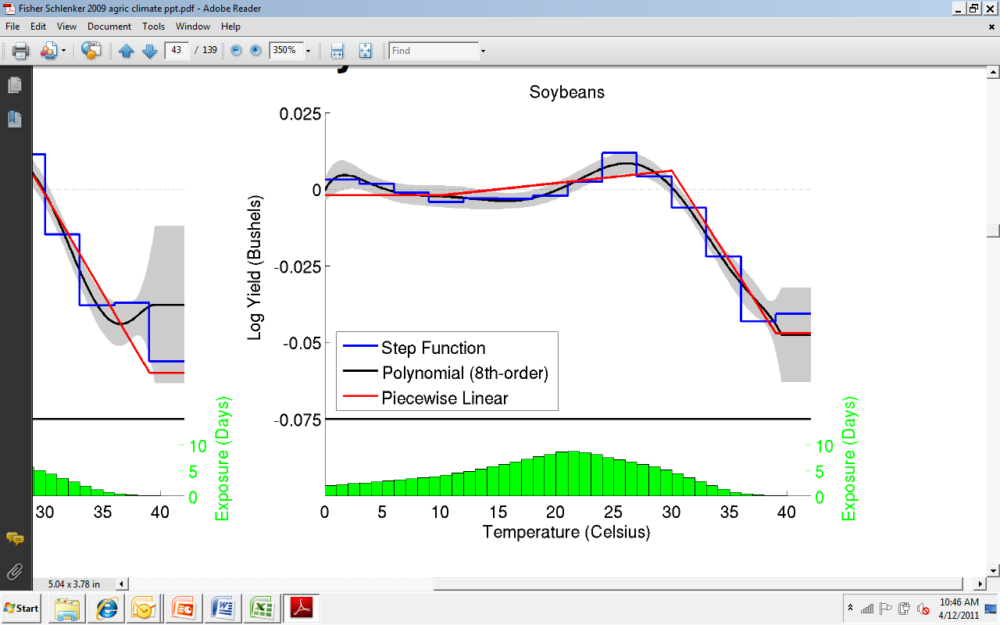 Fisher Schlenker 2009 agric climate ppt.pdf - Adobe Reader
File Edit View Document Tools Window Help
43 / 139 350% Find
Soybeans
0.025
0
-0.025
-0.05
-0.075
Log Yield (Bushels)
Step Function
Polynomial (8th-order)
Piecewise Linear
10
5
0
Exposure (Days)
10
5
0
Exposure (Days)
30 35 40
0 5 10 15 20 25 30 35 40
Temperature (Celsius)
5.04 x 3.78 in
Start
10:46 AM
4/12/2011